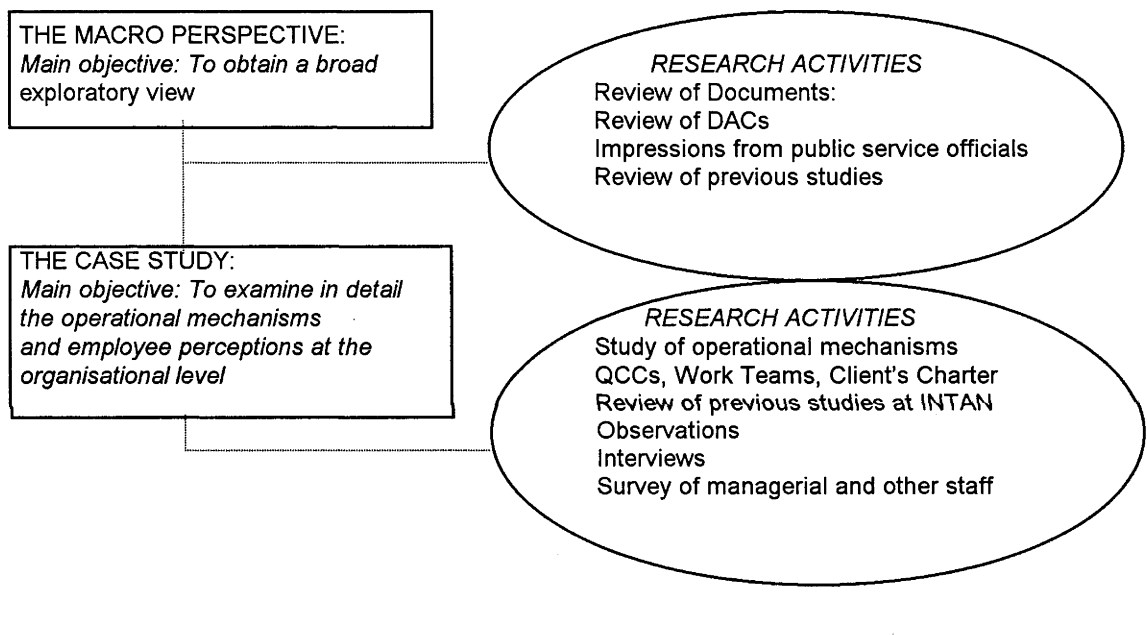 THE MACRO PERSPECTIVE:
Main objective: To obtain a broad
exploratory view
RESEARCH ACTIVITIES
Review of Documents:
Review of DACs
Impressions from public service officials
Review of previous studies
THE CASE STUDY:
Main objective: To examine in detail
the operational mechanisms
and employee perceptions at the
organisational level
RESEARCH ACTIVITIES
Study of operational mechanisms
QCCs, Work Teams, Client's Charter
Review of previous studies at INTAN
Observations
Interviews
Survey of managerial and other staff